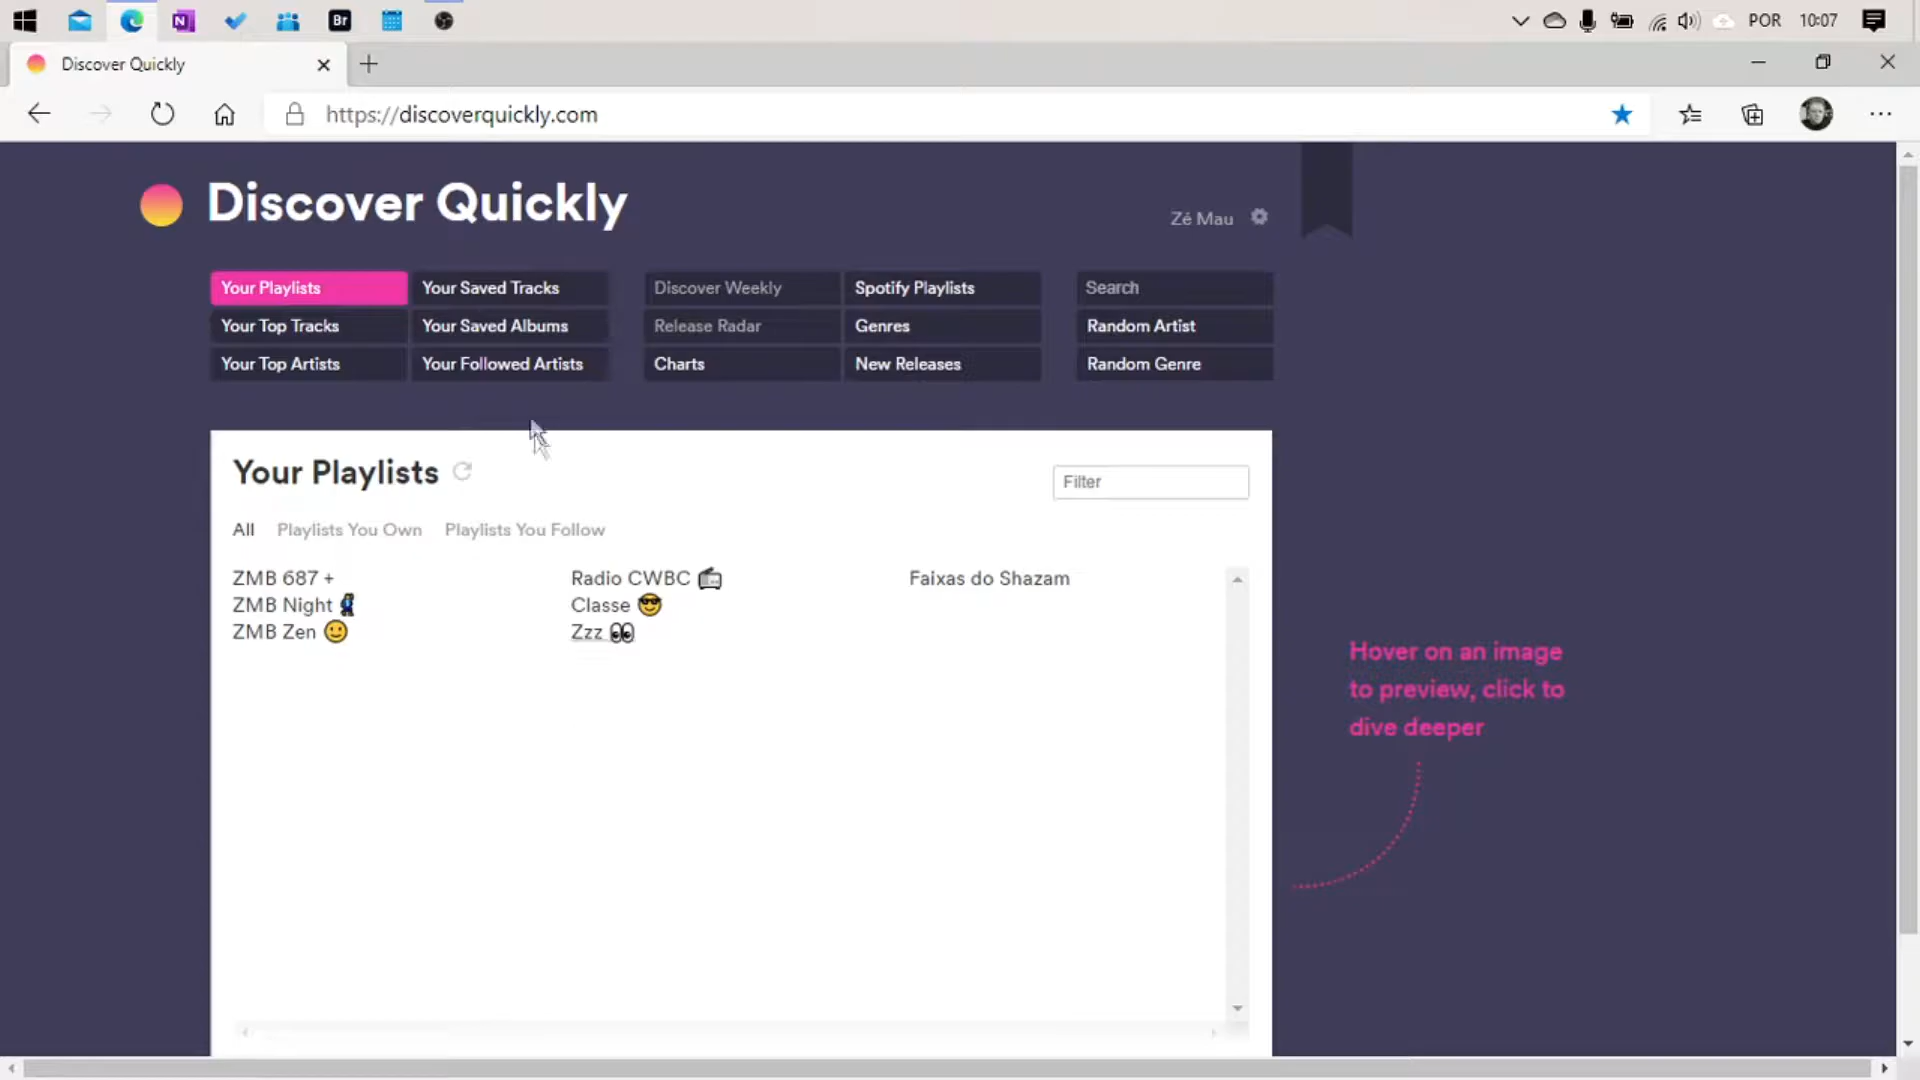 Br
POR 10:07
Discover Quickly
https://discoverquickly.com
Discover Quickly
Zé Mau
Your Playlists Your Saved Tracks Discover Weekly Spotify Playlists Search
Your Top Tracks Your Saved Albums Release Radar Genres Random Artist
Your Top Artists Your Followed Artists Charts New Releases Random Genre
Your Playlists
Filter
All Playlists You Own Playlists You Follow
ZMB 687 + Radio CWBC 📻 Faixas do Shazam
ZMB Night Classe 😎
ZMB Zen 🙂 Zzz 👀
Hover on an image
to preview, click to
dive deeper